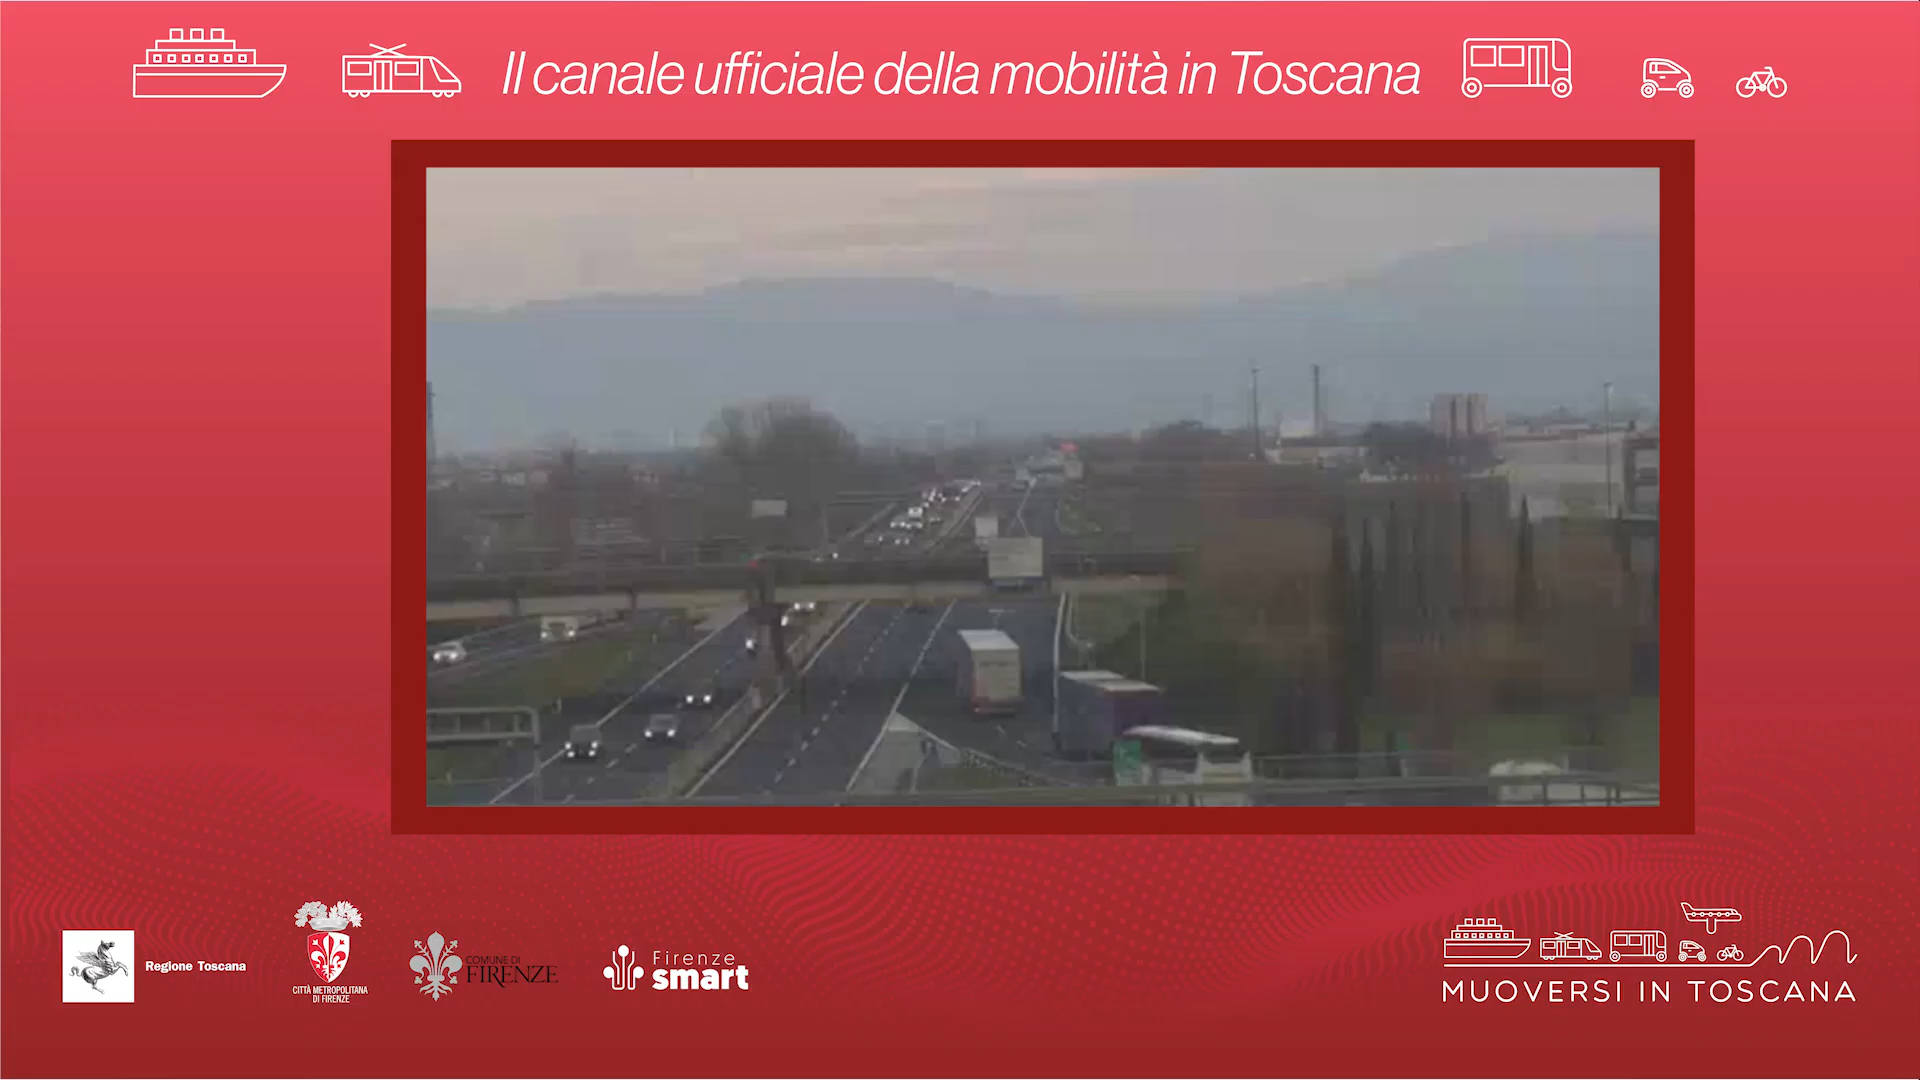 Il canale ufficiale della mobilità in Toscana
Regione Toscana
CITTÀ METROPOLITANA
DI FIRENZE
COMUNE DI
FIRENZE
Firenze
smart
MUOVERSI IN TOSCANA